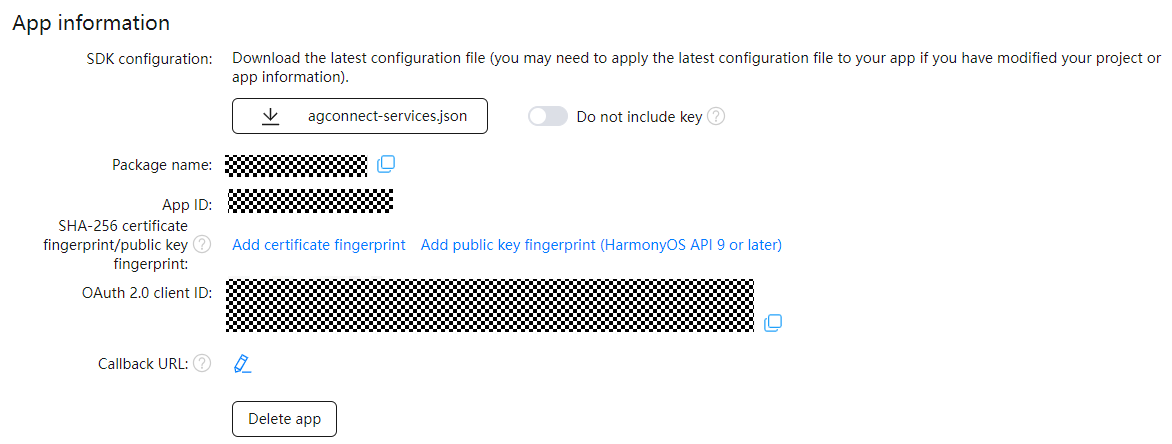 App information
SDK configuration:
Download the latest configuration file (you may need to apply the latest configuration file to your app if you have modified your project or
app information).
agconnect-services.json
Do not include key ?
Package name:
App ID:
SHA-256 certificate
fingerprint/public key ?
fingerprint:
Add certificate fingerprint Add public key fingerprint (HarmonyOS API 9 or later)
OAuth 2.0 client ID:
Callback URL: ?
Delete app